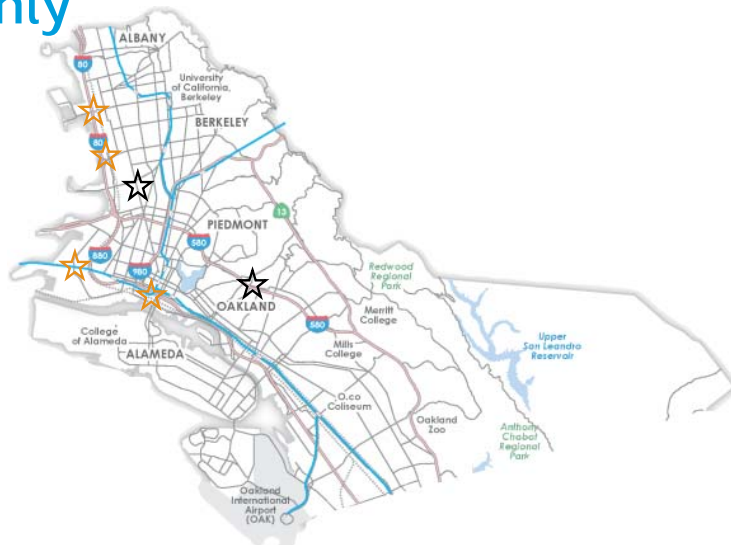 ALBANY
80
University
of California,
Berkeley
BERKELEY
80
13
PIEDMONT
580
880
980
Redwood
Regional
Park
OAKLAND
Merritt
College
580
College
of Alameda
Mills
College
Upper
San Leandro
Reservoir
ALAMEDA
O.co
Coliseum
Oakland
Zoo
Anthony
Chabot
Regional
Park
Oakland
International
Airport
(OAK)